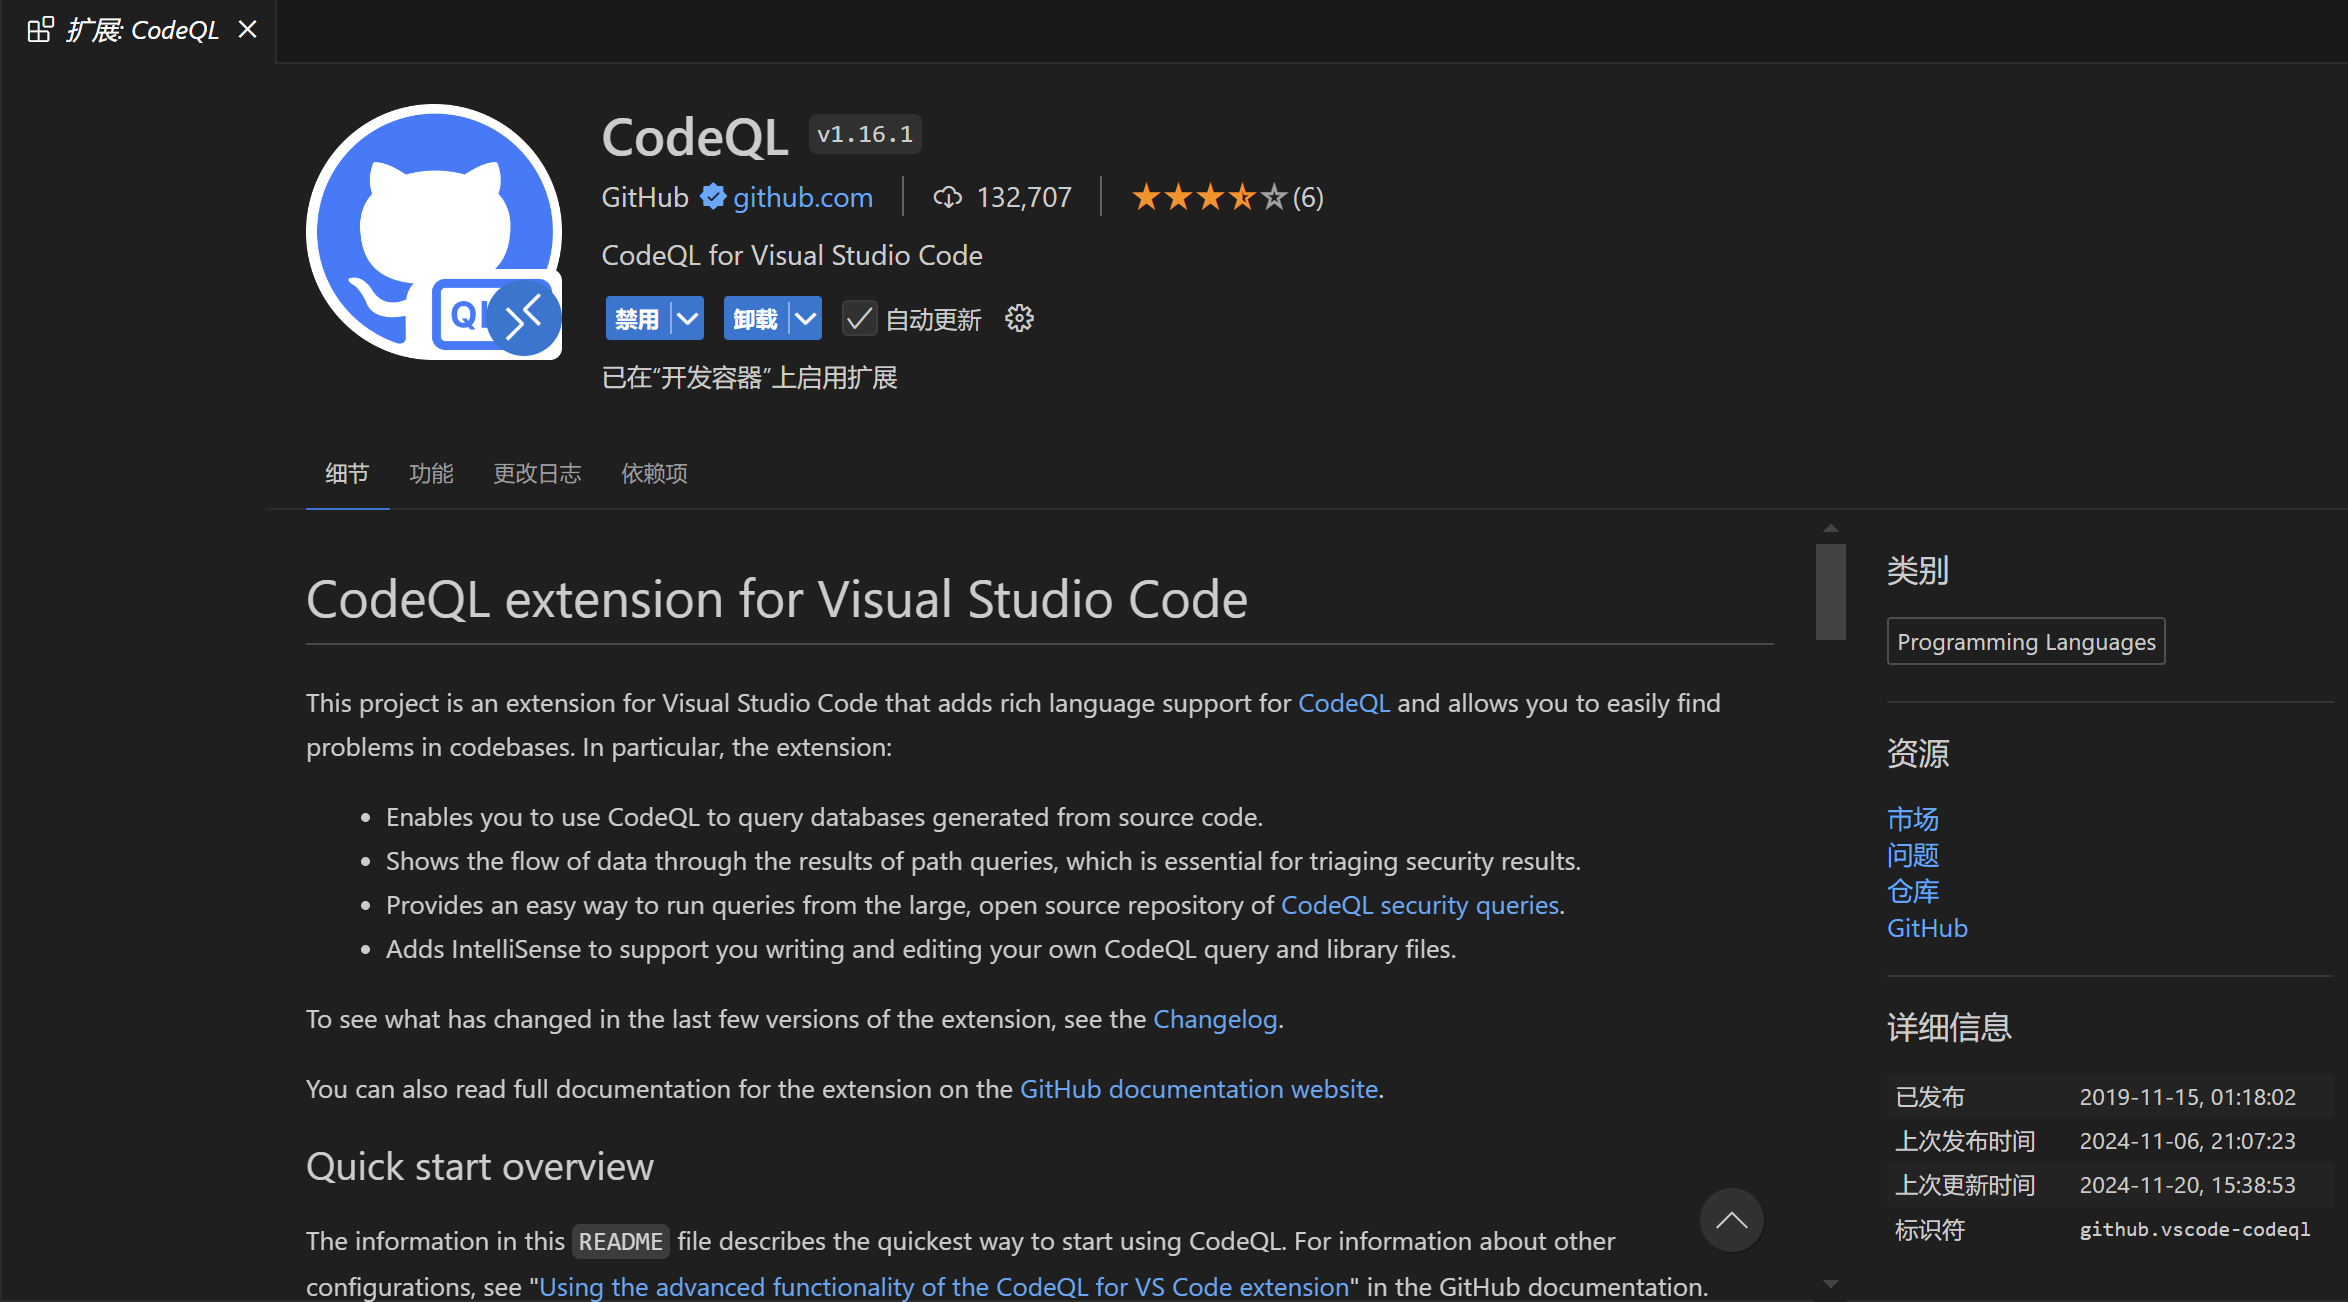 扩展: CodeQL
CodeQL v1.16.1
GitHub github.com 132,707 (6)
CodeQL for Visual Studio Code
禁用 卸载 自动更新
已在“开发容器”上启用扩展
细节 功能 更改日志 依赖项
CodeQL extension for Visual Studio Code
This project is an extension for Visual Studio Code that adds rich language support for CodeQL and allows you to easily find
problems in codebases. In particular, the extension:
Enables you to use CodeQL to query databases generated from source code.
Shows the flow of data through the results of path queries, which is essential for triaging security results.
Provides an easy way to run queries from the large, open source repository of CodeQL security queries.
Adds IntelliSense to support you writing and editing your own CodeQL query and library files.
To see what has changed in the last few versions of the extension, see the Changelog.
You can also read full documentation for the extension on the GitHub documentation website.
Quick start overview
The information in this README file describes the quickest way to start using CodeQL. For information about other
configurations, see "Using the advanced functionality of the CodeQL for VS Code extension" in the GitHub documentation.
类别
Programming Languages
资源
市场
问题
仓库
GitHub
详细信息
已发布 2019-11-15, 01:18:02
上次发布时间 2024-11-06, 21:07:23
上次更新时间 2024-11-20, 15:38:53
标识符 github.vscode-codeql
QL